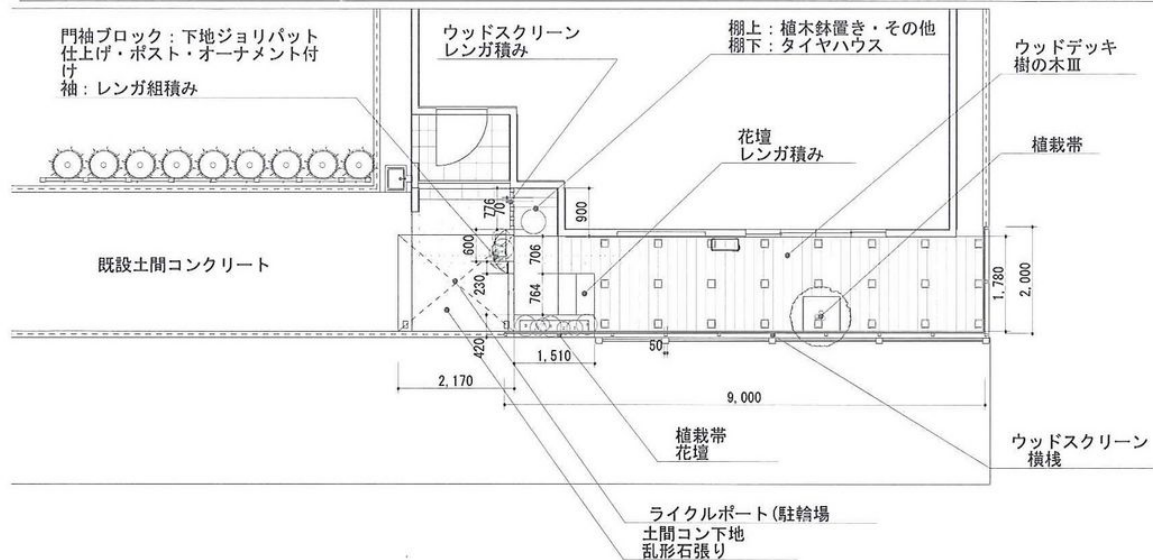 門袖ブロック：下地ジョリパット
仕上げ・ポスト・オーナメント付
け
袖：レンガ組積み
ウッドスクリーン
レンガ積み
棚上：植木鉢置き・その他
棚下：タイヤハウス
ウッドデッキ
樹の木Ⅲ
花壇
レンガ積み
植栽帯
既設土間コンクリート
776
70
900
600
706
230
764
420
1,780
2,000
50
1,510
2,170
9,000
植栽帯
花壇
ウッドスクリーン
横桟
ライクルポート(駐輪場
土間コン下地
乱形石張り